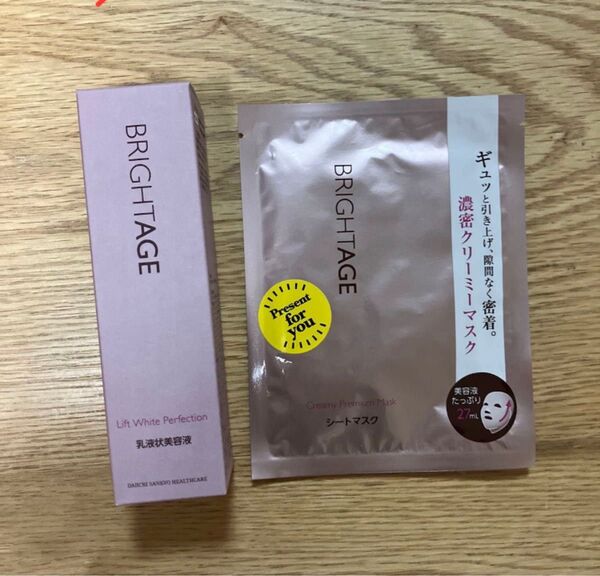 BRIGHTAGE
Lift White Perfection
乳液状美容液
DAIICHI SANKYO HEALTHCARE
BRIGHTAGE
Present
for
you
Creamy Premium Mask
シートマスク
ギュッと引き上げ、隙間なく密着。
濃密クリーミーマスク
美容液
たっぷり
27mL